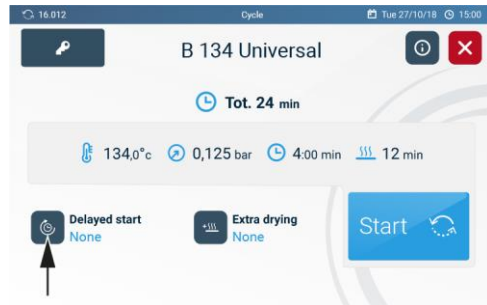 16.012 Cycle Tue 27/10/18 15:00
B 134 Universal
Tot. 24 min
134,0°c 0,125 bar 4:00 min 12 min
Delayed start
None
Extra drying
None
Start